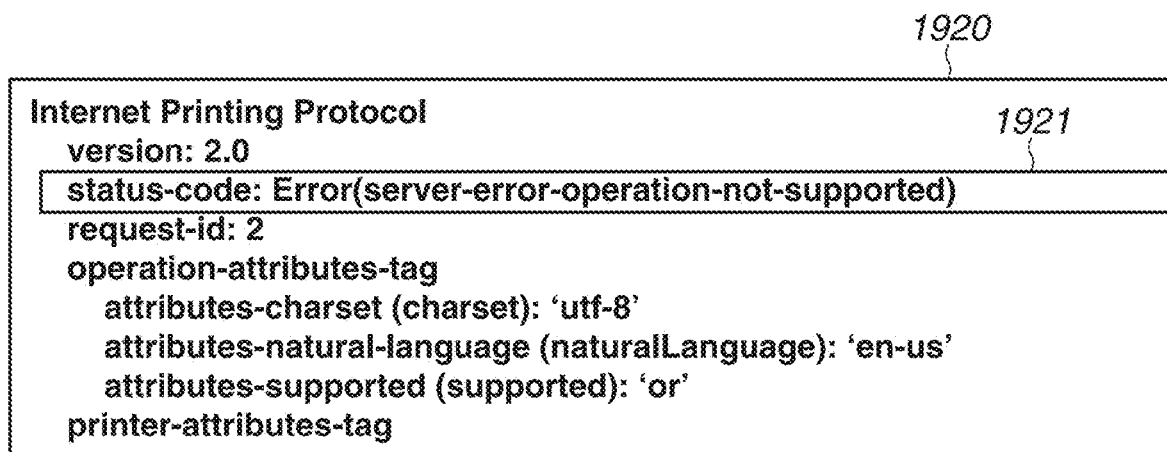 1920
Internet Printing Protocol
1921
version: 2.0
status-code: Error(server-error-operation-not-supported)
request-id: 2
operation-attributes-tag
attributes-charset (charset): ‘utf-8’
attributes-natural-language (naturalLanguage): ‘en-us’
attributes-supported (supported): ‘or’
printer-attributes-tag